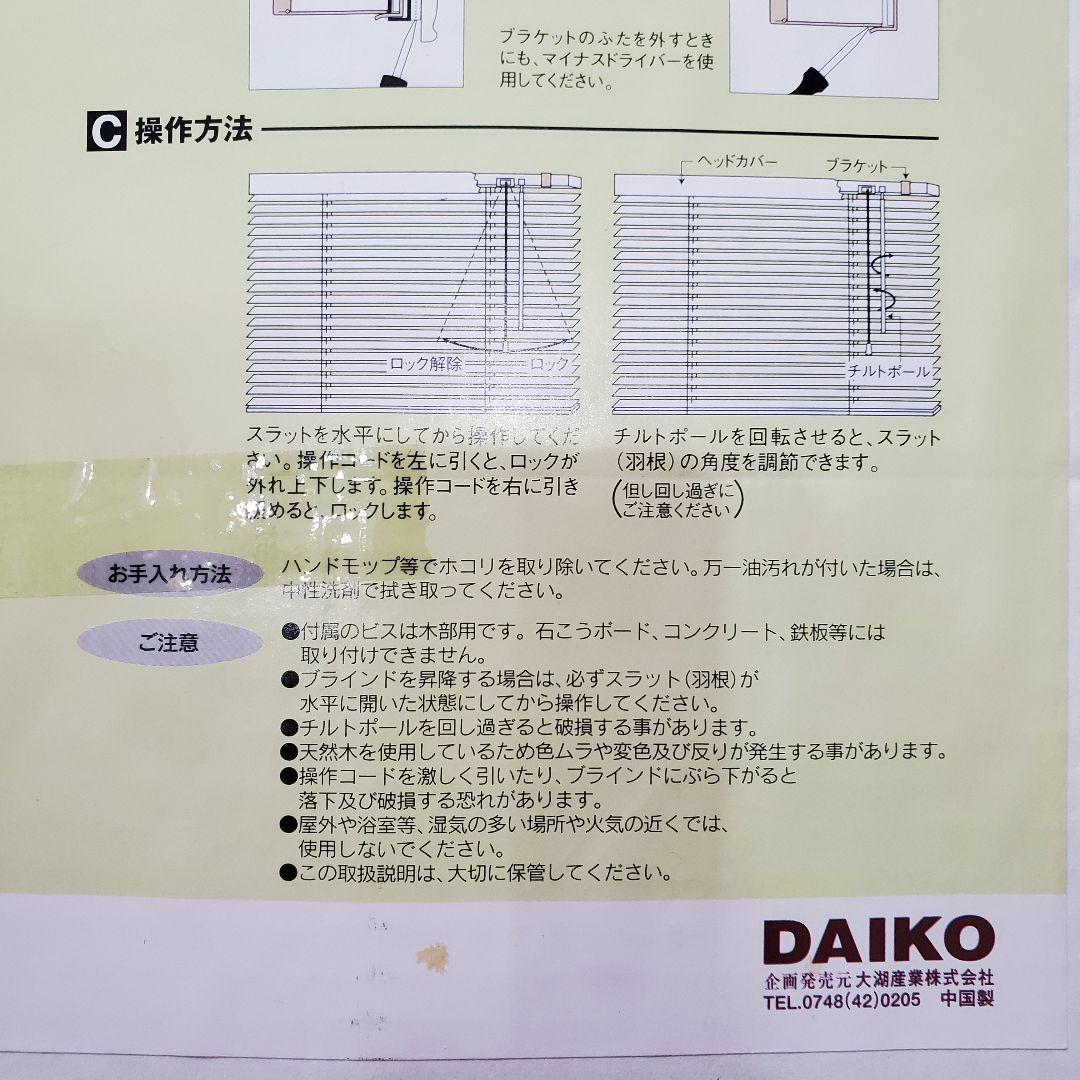 ブラケットのふたを外すとき
にも、マイナスドライバーを使
用してください。
C 操作方法
ヘッドカバー
ブラケット
ロック解除
ロック
チルトポール
スラットを水平にしてから操作してくだ
さい。操作コードを左に引くと、ロックが
外れ上下します。操作コードを右に引き
緩めると、ロックします。
チルトポールを回転させると、スラット
(羽根)の角度を調節できます。
(但し回し過ぎに
ご注意ください)
お手入れ方法
ハンドモップ等でホコリを取り除いてください。万一油汚れが付いた場合は、
中性洗剤で拭き取ってください。
ご注意
●付属のビスは木部用です。石こうボード、コンクリート、鉄板等には
取り付けできません。
●ブラインドを昇降する場合は、必ずスラット(羽根)が
水平に開いた状態にしてから操作してください。
●チルトポールを回し過ぎると破損する事があります。
●天然木を使用しているため色ムラや変色及び反りが発生する事があります。
●操作コードを激しく引いたり、ブラインドにぶら下がると
落下及び破損する恐れがあります。
●屋外や浴室等、湿気の多い場所や火気の近くでは、
使用しないでください。
●この取扱説明は、大切に保管してください。
DAIKO
企画発売元 大湖産業株式会社
TEL.0748(42)0205 中国製